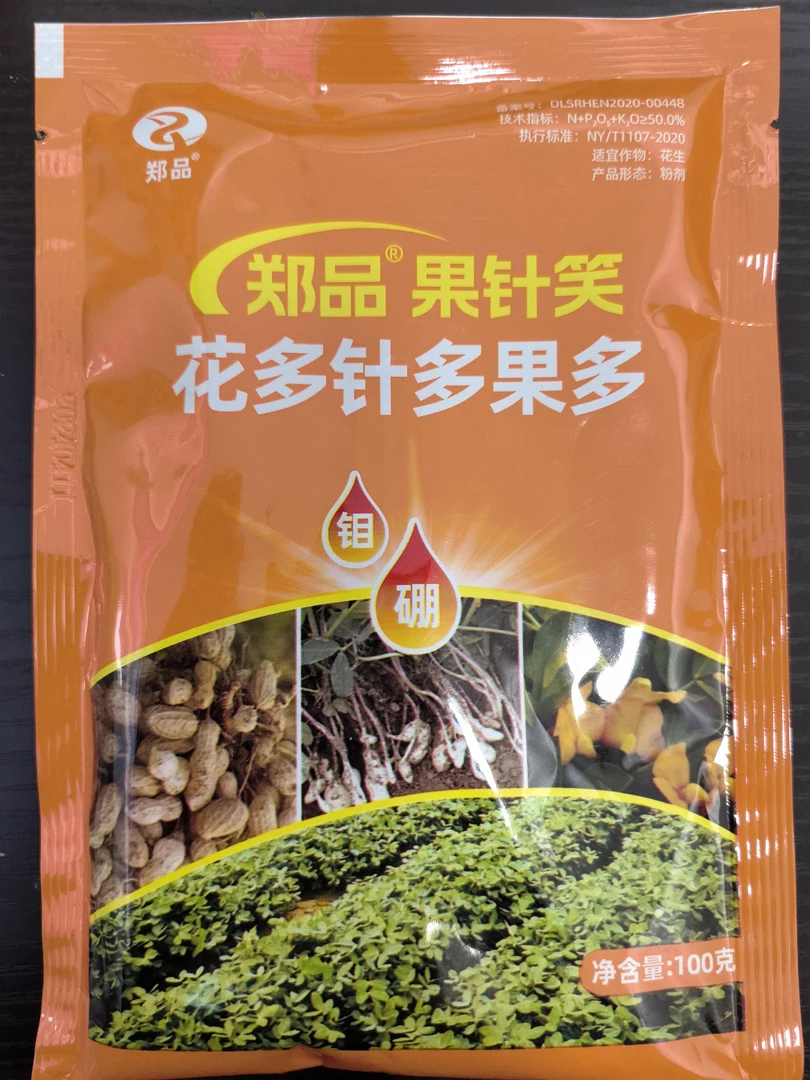 备案号：DLSRHEN2020-00448
技术指标：N+P₂O₅+K₂O≥50.0%
执行标准：NY/T1107-2020
适宜作物：花生
产品形态：粉剂
郑品®
郑品®果针笑
花多针多果多
钼
硼
净含量:100克